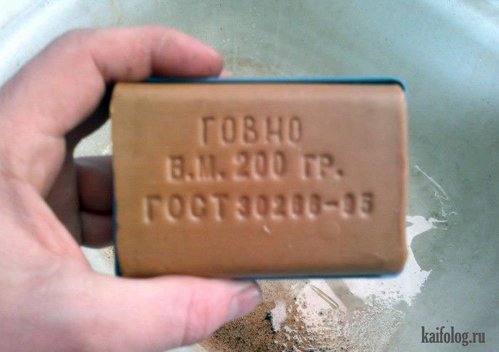 ГОВНО
В.М. 200 ГР.
ГОСТ 30266-95
kaifolog.ru